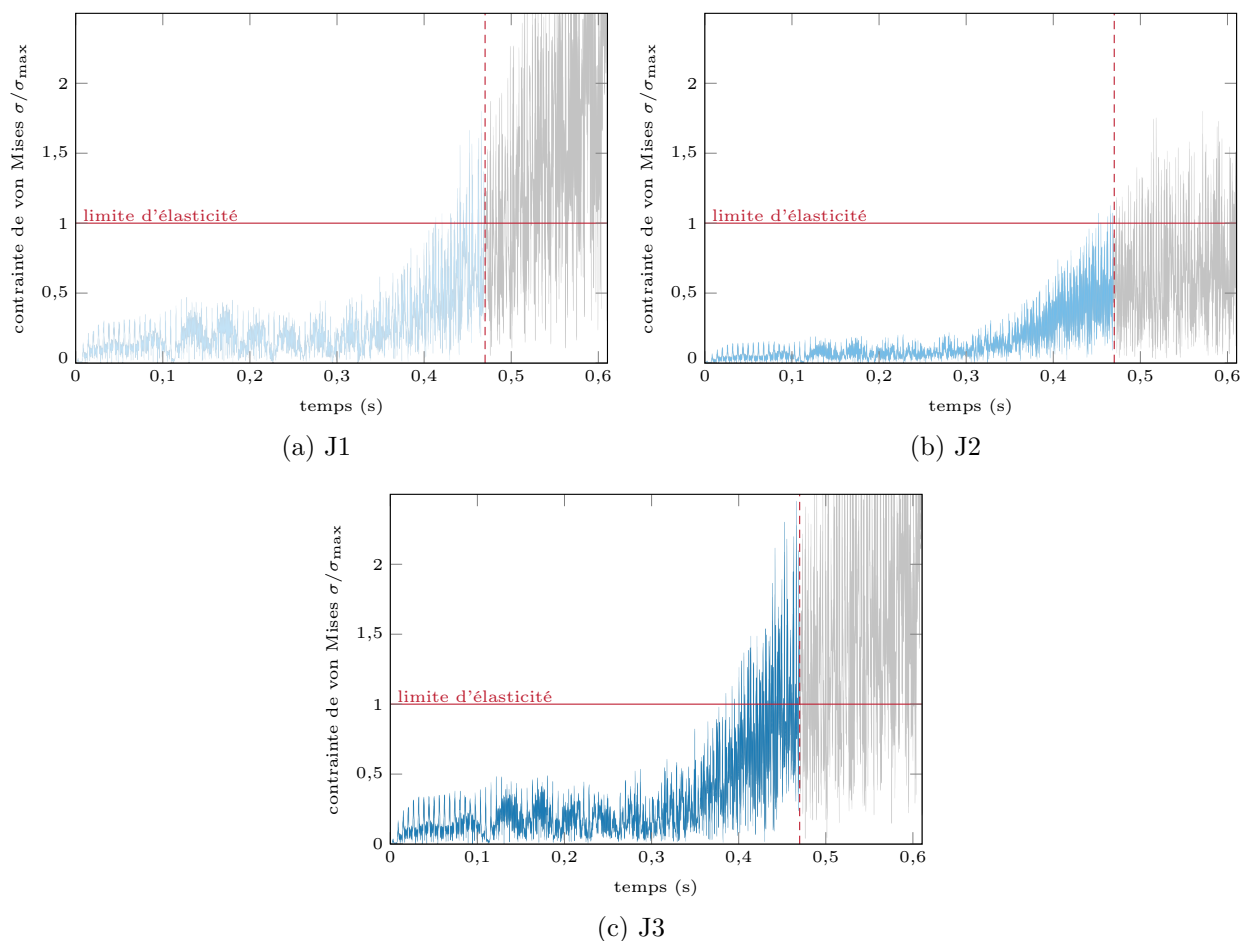 contrainte de von Mises σ/σmax
2
1,5
1
0,5
0
limite d'élasticité
0 0,1 0,2 0,3 0,4 0,5 0,6
temps (s)
(a) J1
contrainte de von Mises σ/σmax
2
1,5
1
0,5
0
limite d'élasticité
0 0,1 0,2 0,3 0,4 0,5 0,6
temps (s)
(b) J2
contrainte de von Mises σ/σmax
2
1,5
1
0,5
0
limite d'élasticité
0 0,1 0,2 0,3 0,4 0,5 0,6
temps (s)
(c) J3